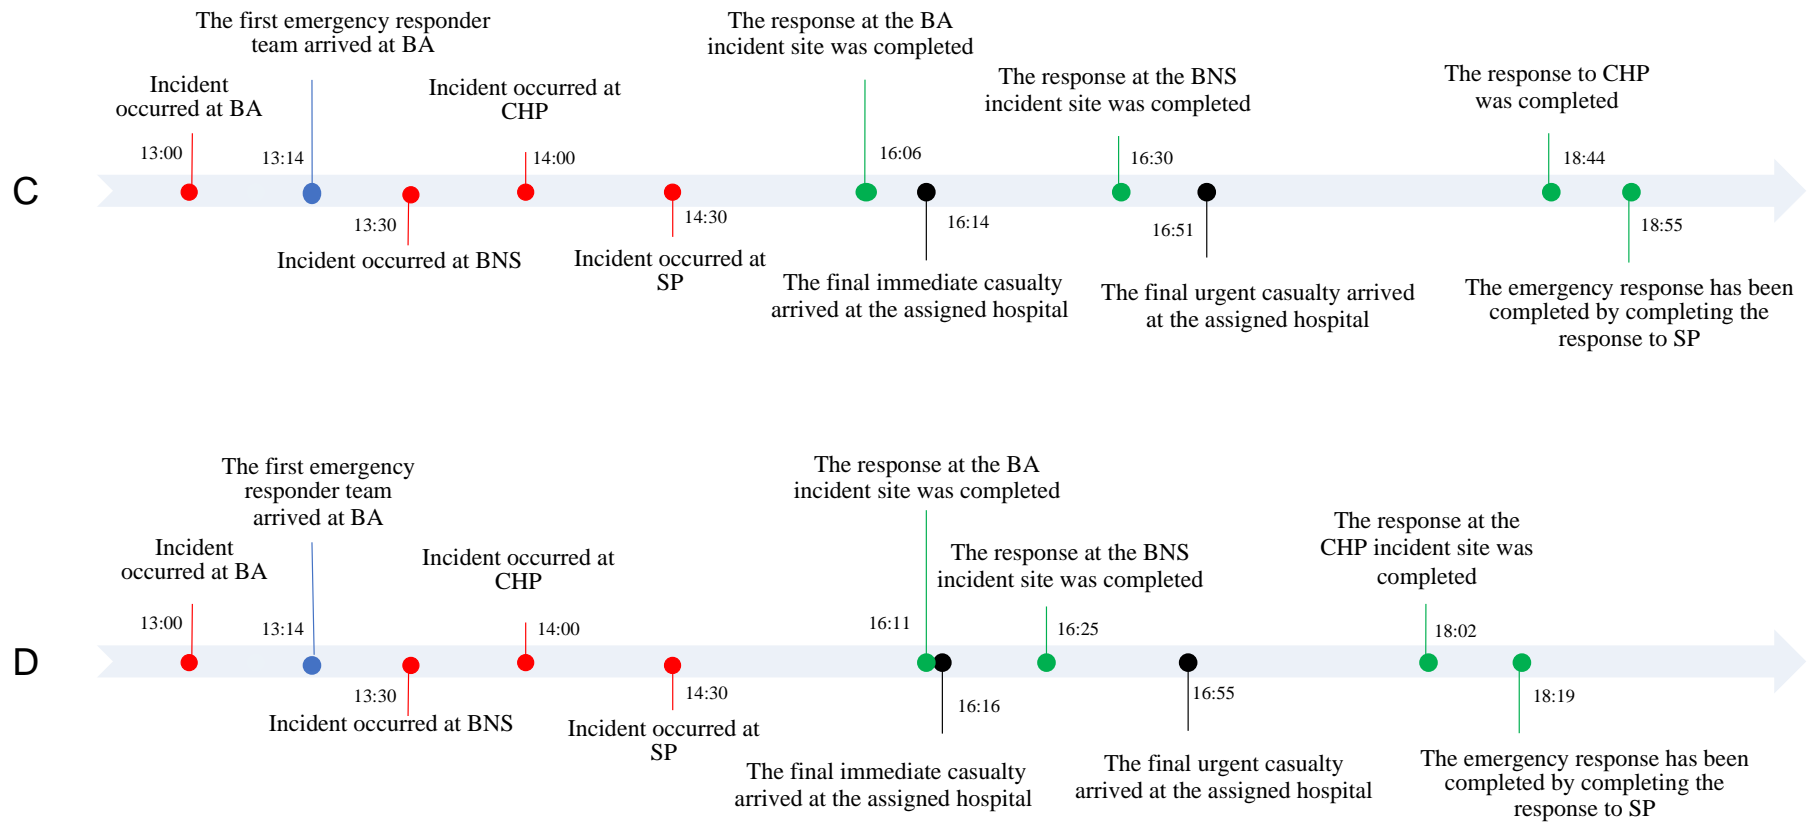 The first emergency responder
team arrived at BA
The response at the BA
incident site was completed
Incident
occurred at BA
Incident occurred at
CHP
The response at the BNS
incident site was completed
The response to CHP
was completed
13:00
13:14
14:00
16:06
16:30
18:44
C
13:30
14:30
16:14
16:51
18:55
Incident occurred at BNS
Incident occurred at
SP
The final immediate casualty
arrived at the assigned hospital
The final urgent casualty arrived
at the assigned hospital
The emergency response has been
completed by completing the
response to SP
The first emergency
responder team
arrived at BA
The response at the BA
incident site was completed
Incident
occurred at BA
Incident occurred at
CHP
The response at the BNS
incident site was completed
The response at the
CHP incident site was
completed
13:00
13:14
14:00
16:11
16:25
18:02
D
13:30
14:30
16:16
16:55
18:19
Incident occurred at BNS
Incident occurred at
SP
The final immediate casualty
arrived at the assigned hospital
The final urgent casualty
arrived at the assigned hospital
The emergency response has been
completed by completing the
response to SP